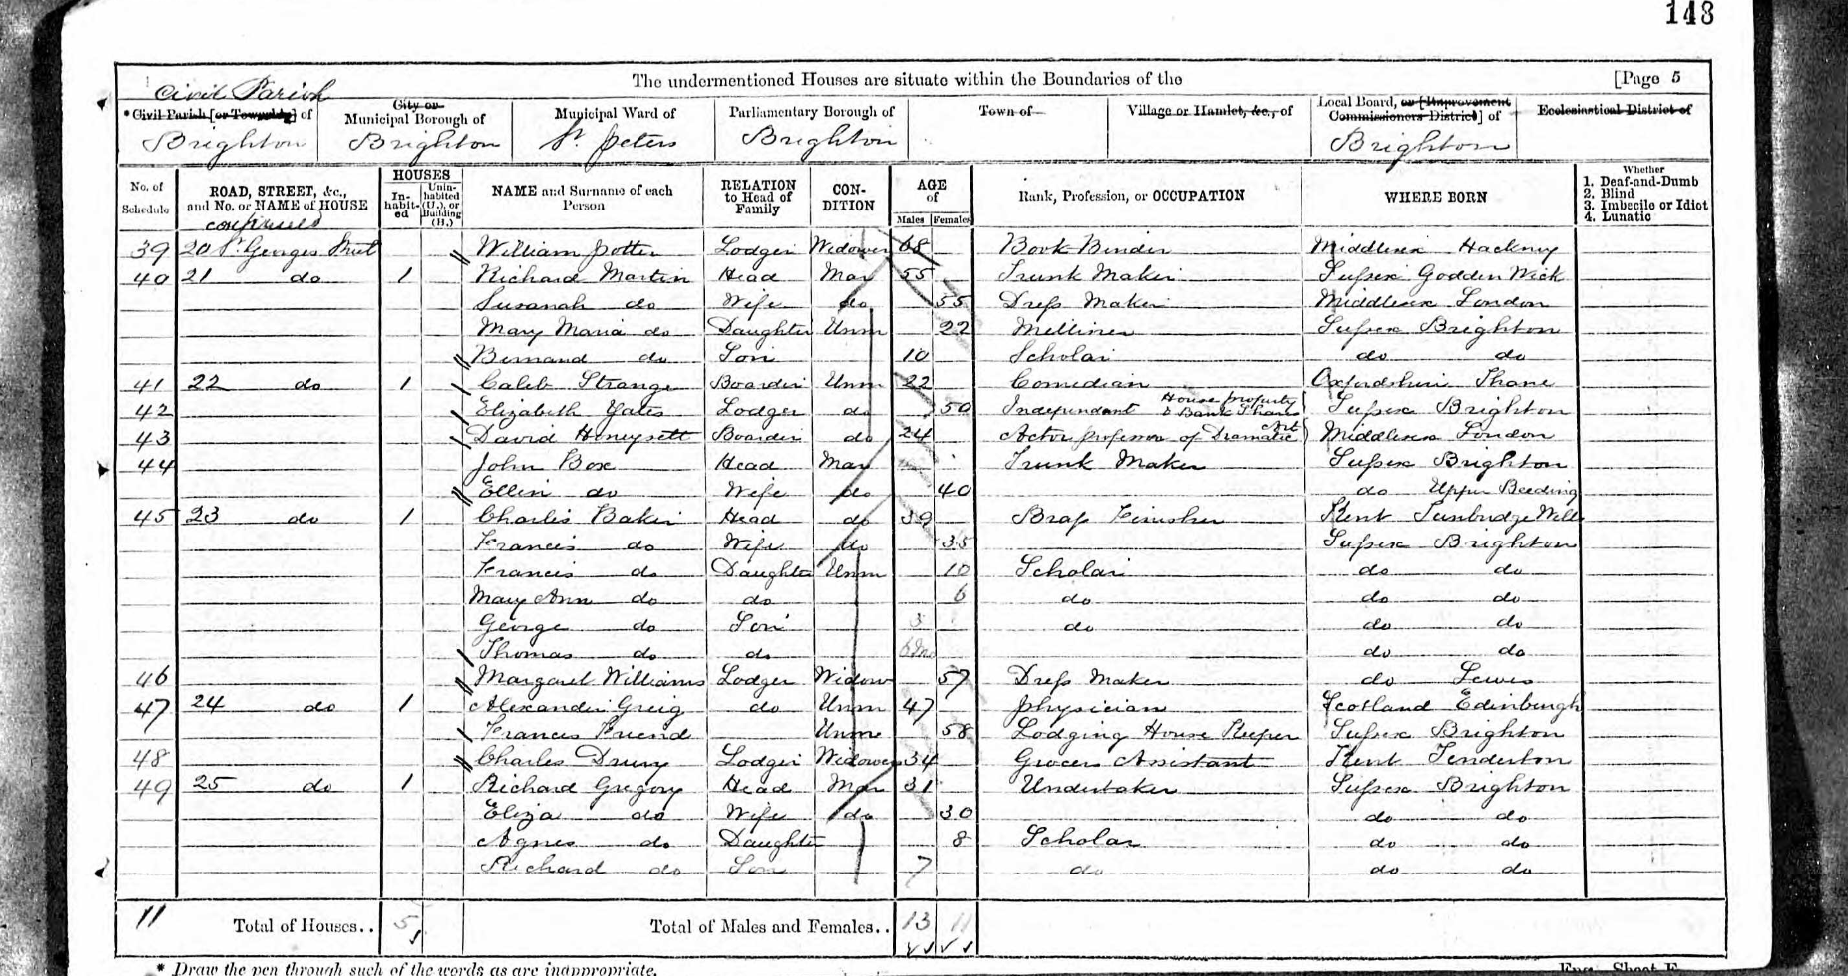 148
The undermentioned Houses are situate within the Boundaries of the [Page 5
Civil Parish
* Civil Parish [or Township] of
City or Municipal Borough of
Municipal Ward of
Parliamentary Borough of
Town of
Village or Hamlet, &c., of
Local Board, or [Improvement Commissioners District] of
Ecclesiastical District of
Brighton Brighton St. Peters Brighton Brighton
No. of Schedule
ROAD, STREET, &c., and No. or NAME of HOUSE
HOUSES
Inhabited
Uninhabited (U.), or Building (B.)
NAME and Surname of each Person
RELATION to Head of Family
CONDITION
AGE of
Males Females
Rank, Profession, or OCCUPATION
WHERE BORN
Whether
1. Deaf-and-Dumb
2. Blind
3. Imbecile or Idiot
4. Lunatic
continued
39 20 St. Georges Street William Potter Lodger Widower 68 Book Binder Middlesex Hackney
40 21 do 1 Richard Martin Head Mar 55 Trunk Maker Sussex Godden Wick
Susanah do Wife do 55 Dress Maker Middlesex London
Mary Maria do Daughter Unm 22 Milliner Sussex Brighton
Bernard do Son 10 Scholar do do
41 22 do 1 Caleb Strange Boarder Unm 22 Comedian Oxfordshire Thame
42 Elizabeth Yates Lodger do 50 Independant House property & Bank Shares Sussex Brighton
43 David Honeysett Boarder do 24 Actor professor of Dramatic Art Middlesex London
44 John Box Head Mar Trunk Maker Sussex Brighton
Ellin do Wife do 40 do Upper Beeding
45 23 do 1 Charles Baker Head do 39 Brass Finisher Kent Tunbridge Wells
Francis do Wife do 35 Sussex Brighton
Francis do Daughter Unm 10 Scholar do do
Mary Ann do do 6 do do do
George do Son 3 do do do
Thomas do do 6m do do
46 Margaret Williams Lodger Widow 57 Dress Maker do Lewes
47 24 do 1 Alexander Greig do Unm 47 Physician Scotland Edinburgh
Frances Friend Unm 58 Lodging House Keeper Sussex Brighton
48 Charles Drury Lodger Widower 34 Grocers Assistant Kent Tenderton
49 25 do 1 Richard Gregory Head Mar 31 Undertaker Sussex Brighton
Eliza do Wife do 30 do do
Agnes do Daughter 8 Scholar do do
Richard do Son 7 do do do
11 Total of Houses.. 5 Total of Males and Females.. 13 11
* Draw the pen through such of the words as are inappropriate. Eng. Sheet E